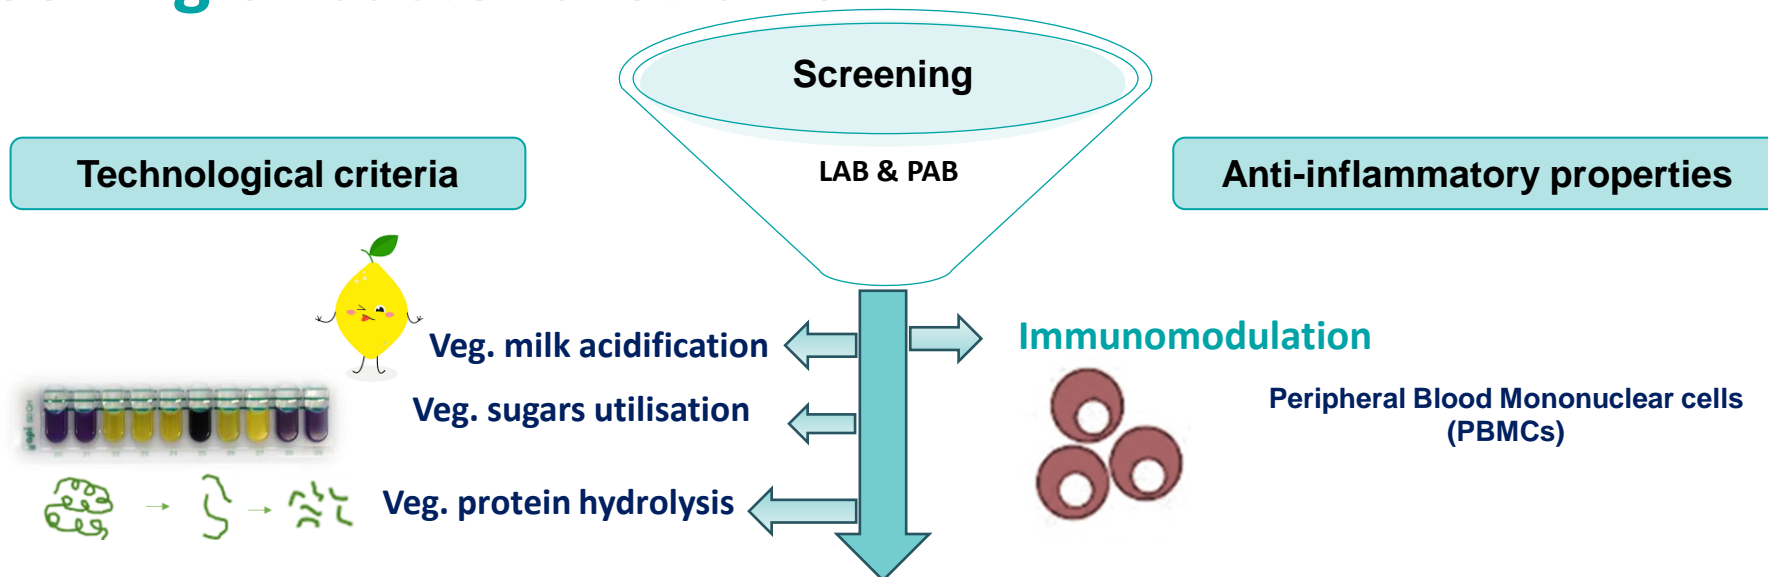 Screening
LAB & PAB
Technological criteria
Anti-inflammatory properties
Veg. milk acidification
Immunomodulation
Veg. sugars utilisation
Peripheral Blood Mononuclear cells
(PBMCs)
Veg. protein hydrolysis
api